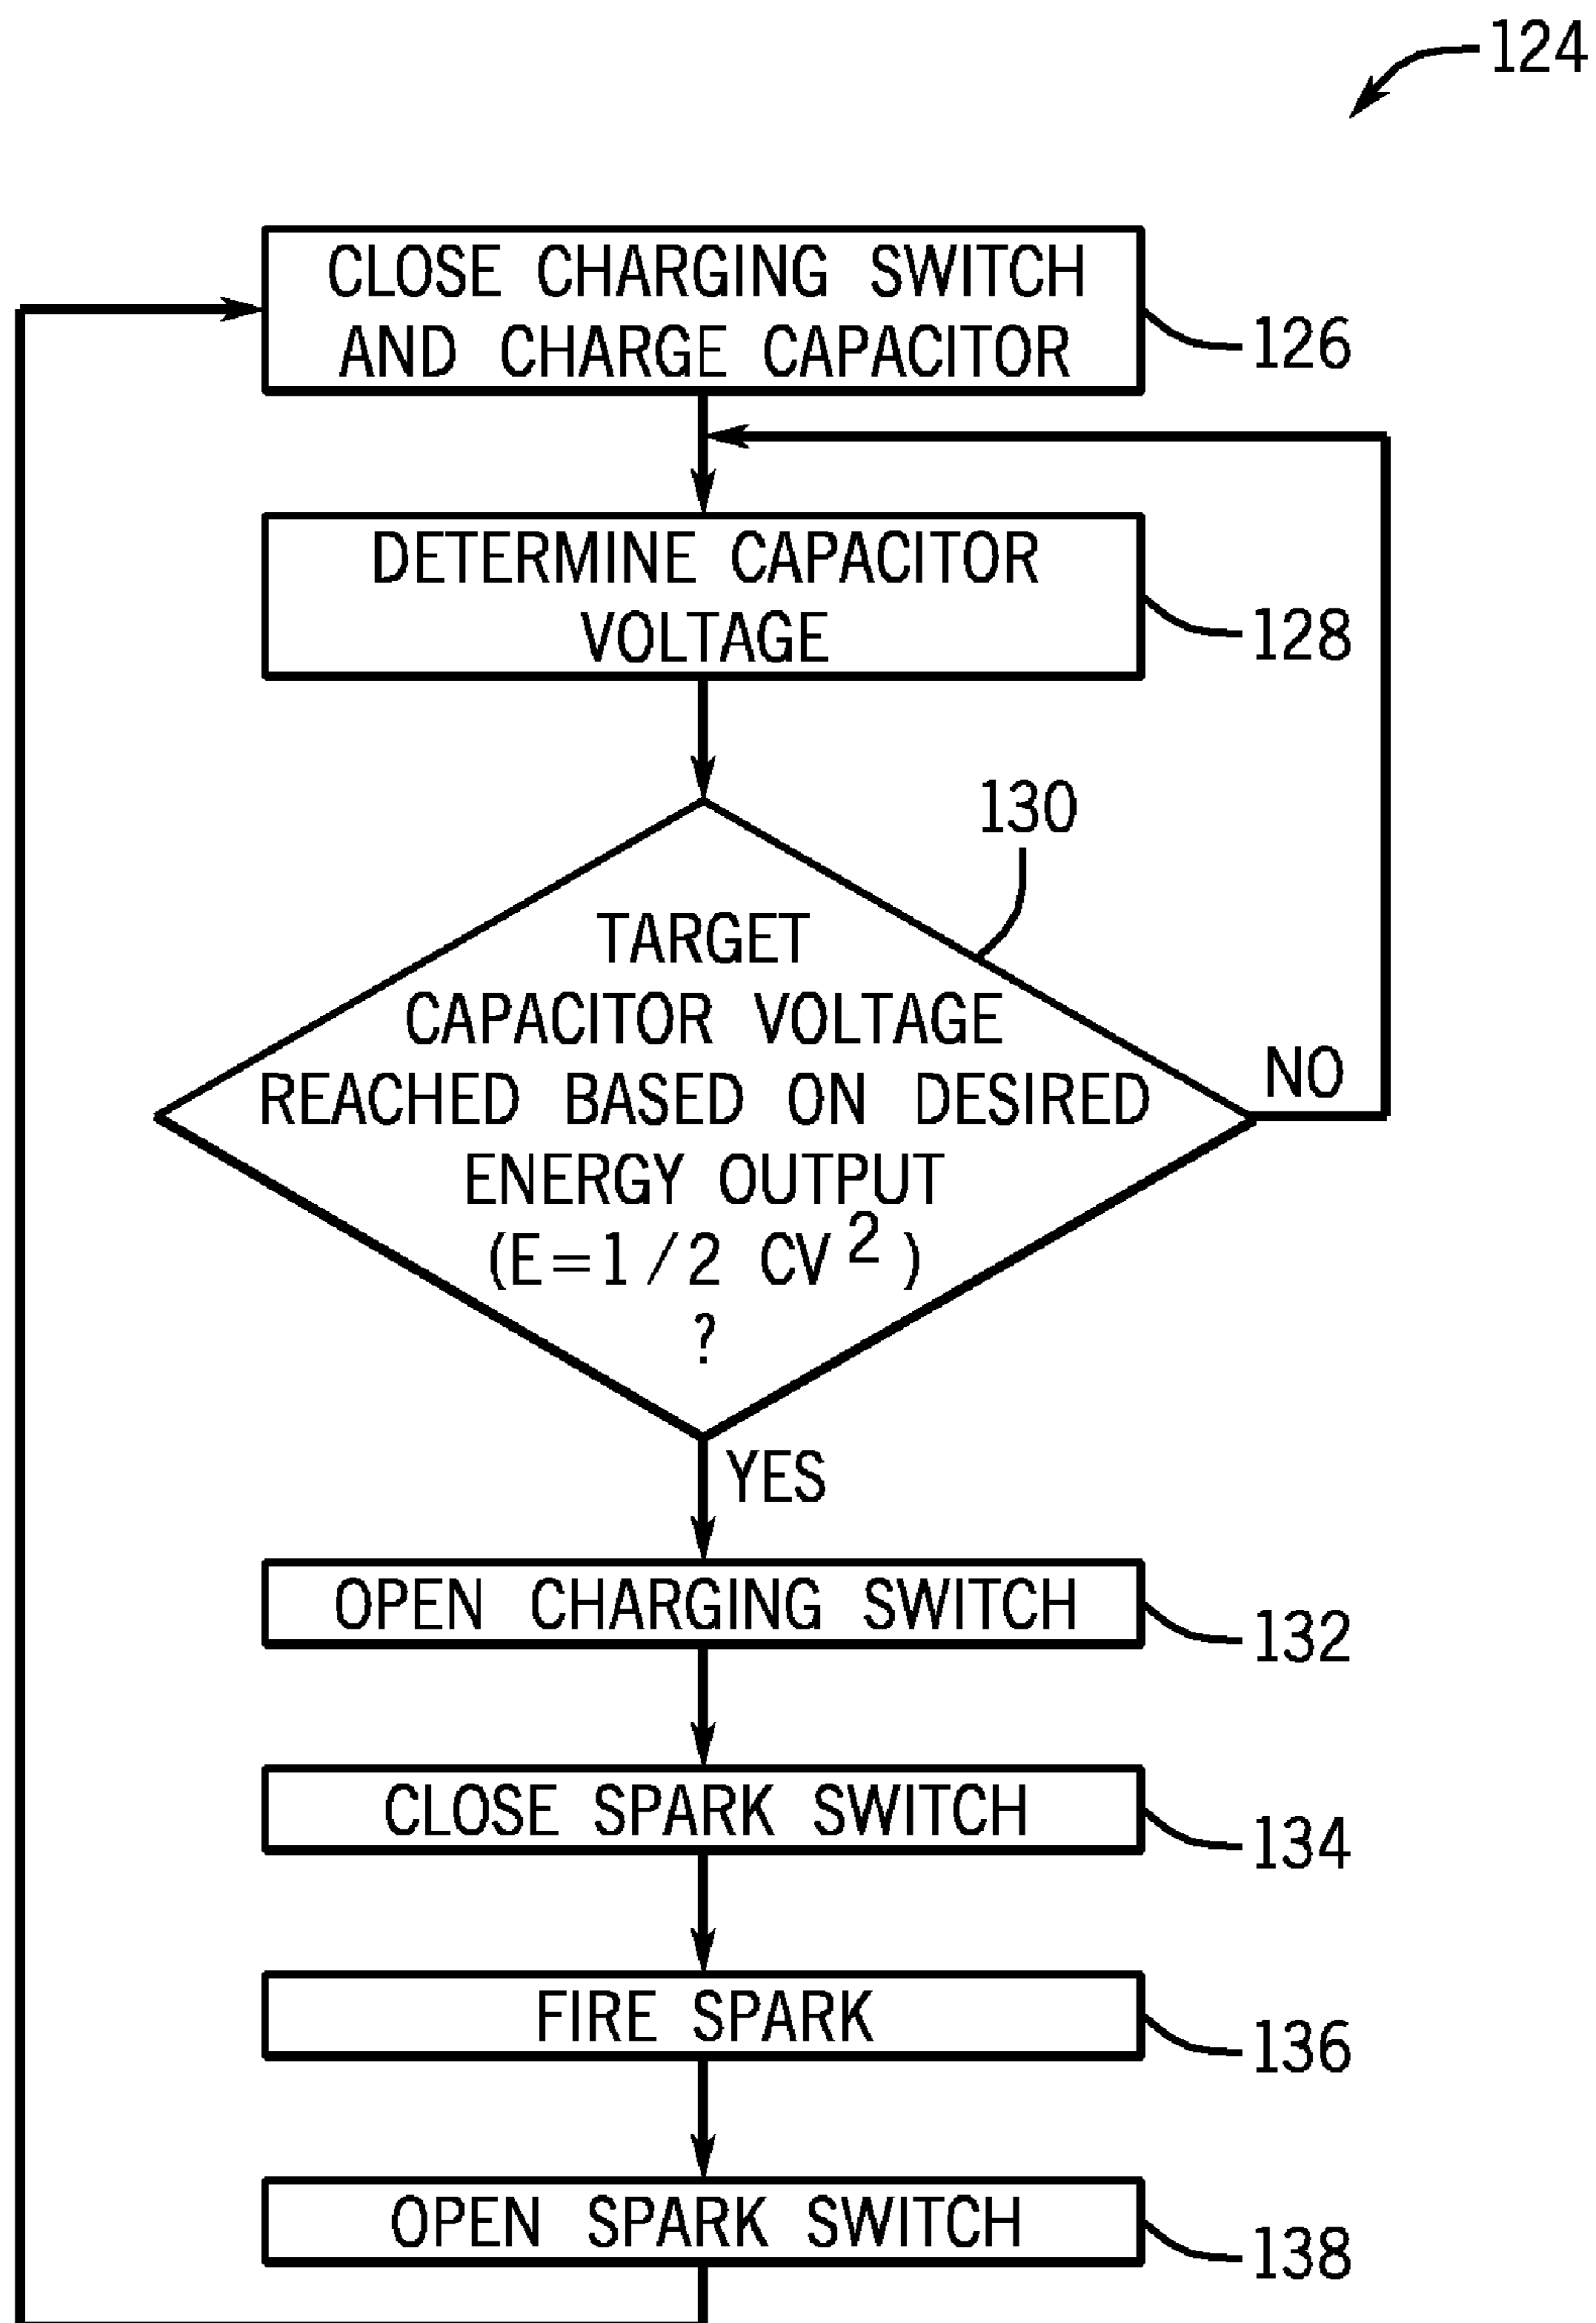 124
CLOSE CHARGING SWITCH
AND CHARGE CAPACITOR
126
DETERMINE CAPACITOR
VOLTAGE
128
130
TARGET
CAPACITOR VOLTAGE
REACHED BASED ON DESIRED
ENERGY OUTPUT
(E=1/2 CV²)
?
NO
YES
OPEN CHARGING SWITCH
132
CLOSE SPARK SWITCH
134
FIRE SPARK
136
OPEN SPARK SWITCH
138